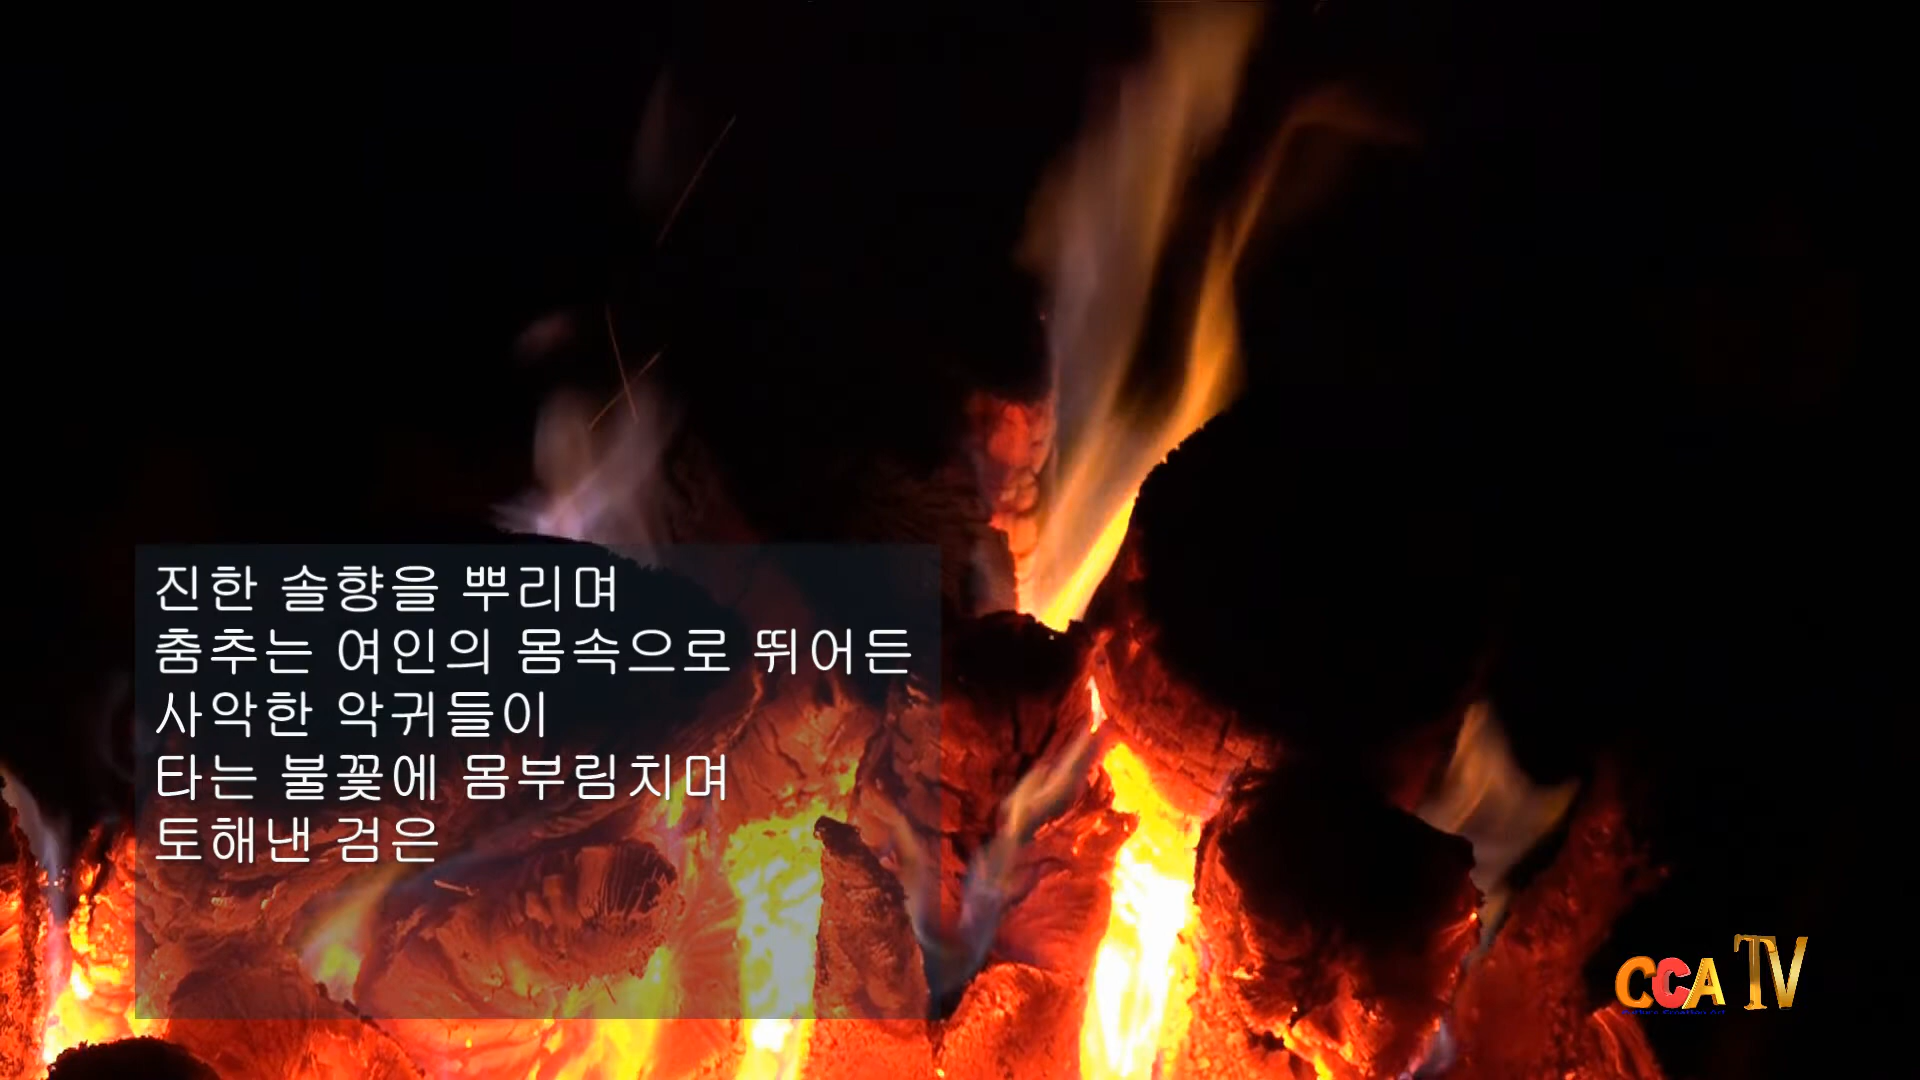 진한 솔향을 뿌리며
춤추는 여인의 몸속으로 뛰어든
사악한 악귀들이
타는 불꽃에 몸부림치며
토해낸 검은
CCA TV